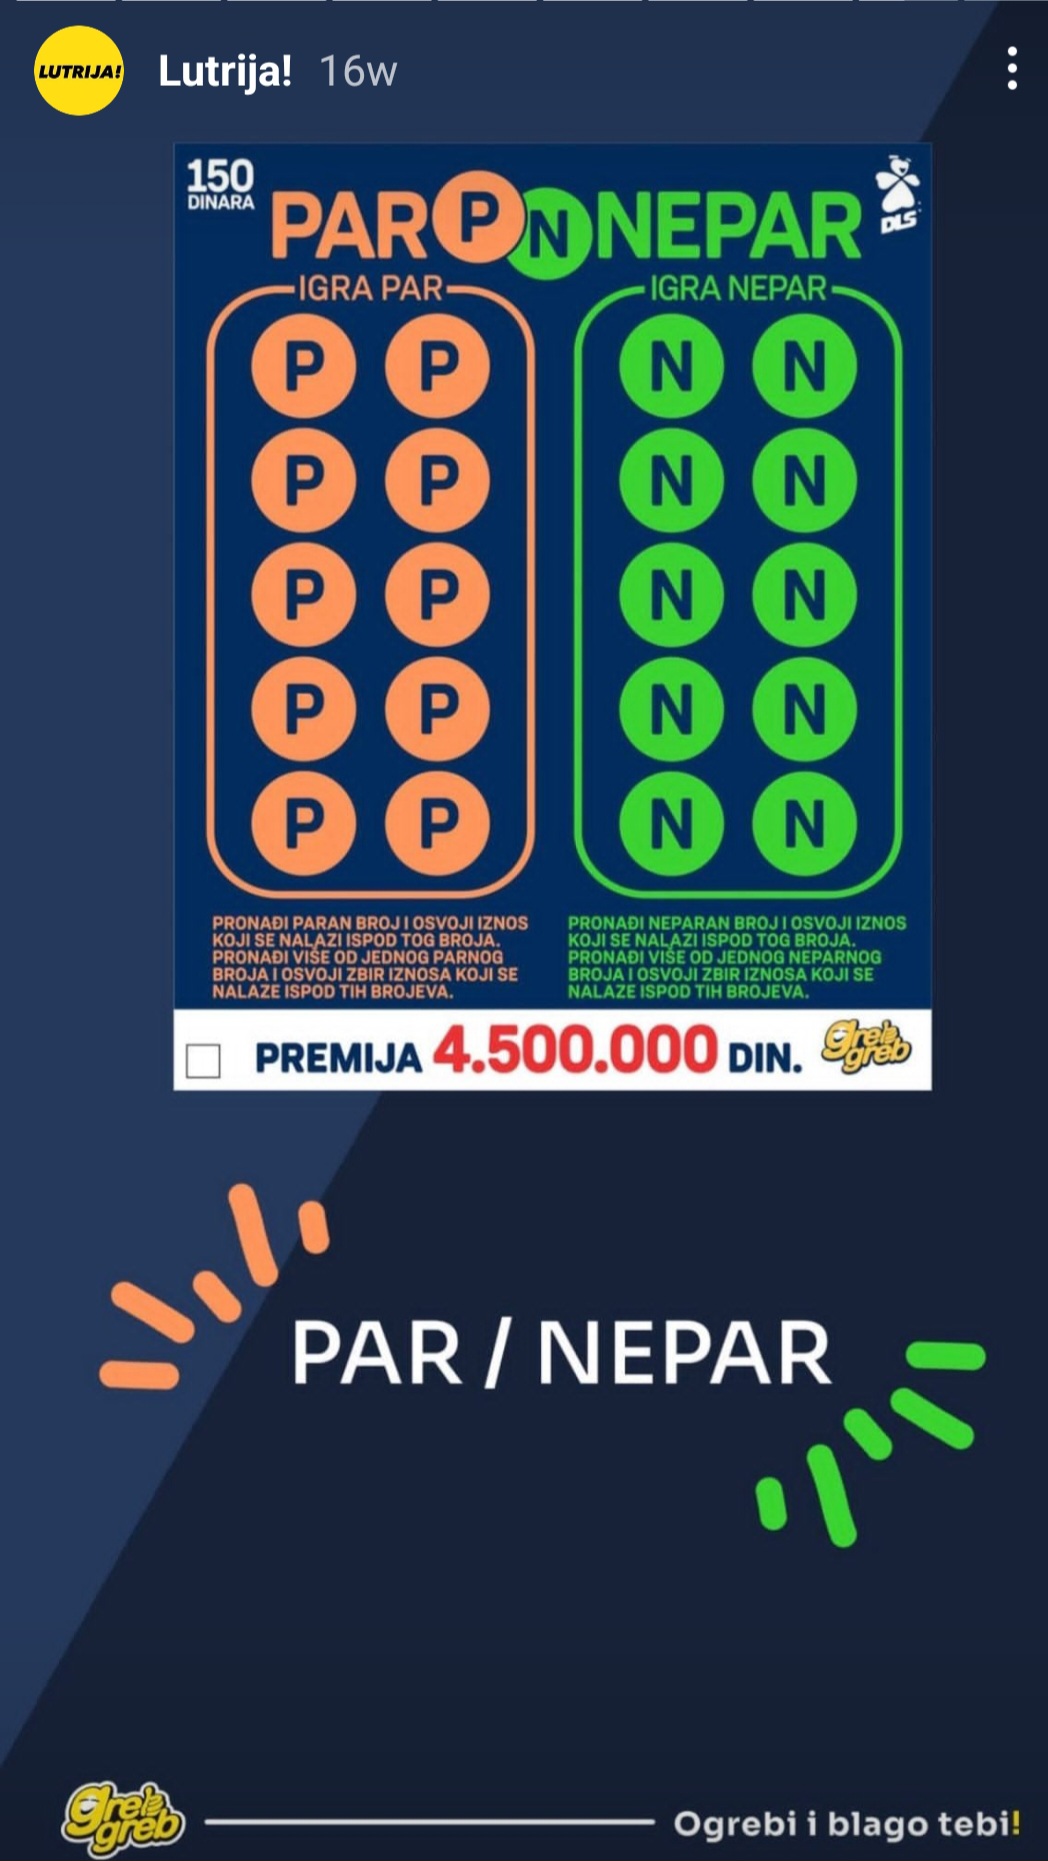 LUTRIJA!
Lutrija! 16w
150
DINARA
PAR P N NEPAR
DLS
IGRA PAR
IGRA NEPAR
P P
P P
P P
P P
P P
N N
N N
N N
N N
N N
PRONAĐI PARAN BROJ I OSVOJI IZNOS
KOJI SE NALAZI ISPOD TOG BROJA.
PRONAĐI VIŠE OD JEDNOG PARNOG
BROJA I OSVOJI ZBIR IZNOSA KOJI SE
NALAZE ISPOD TIH BROJEVA.
PRONAĐI NEPARAN BROJ I OSVOJI IZNOS
KOJI SE NALAZI ISPOD TOG BROJA.
PRONAĐI VIŠE OD JEDNOG NEPARNOG
BROJA I OSVOJI ZBIR IZNOSA KOJI SE
NALAZE ISPOD TIH BROJEVA.
PREMIJA 4.500.000 DIN.
greb greb
PAR / NEPAR
greb greb
Ogrebi i blago tebi!